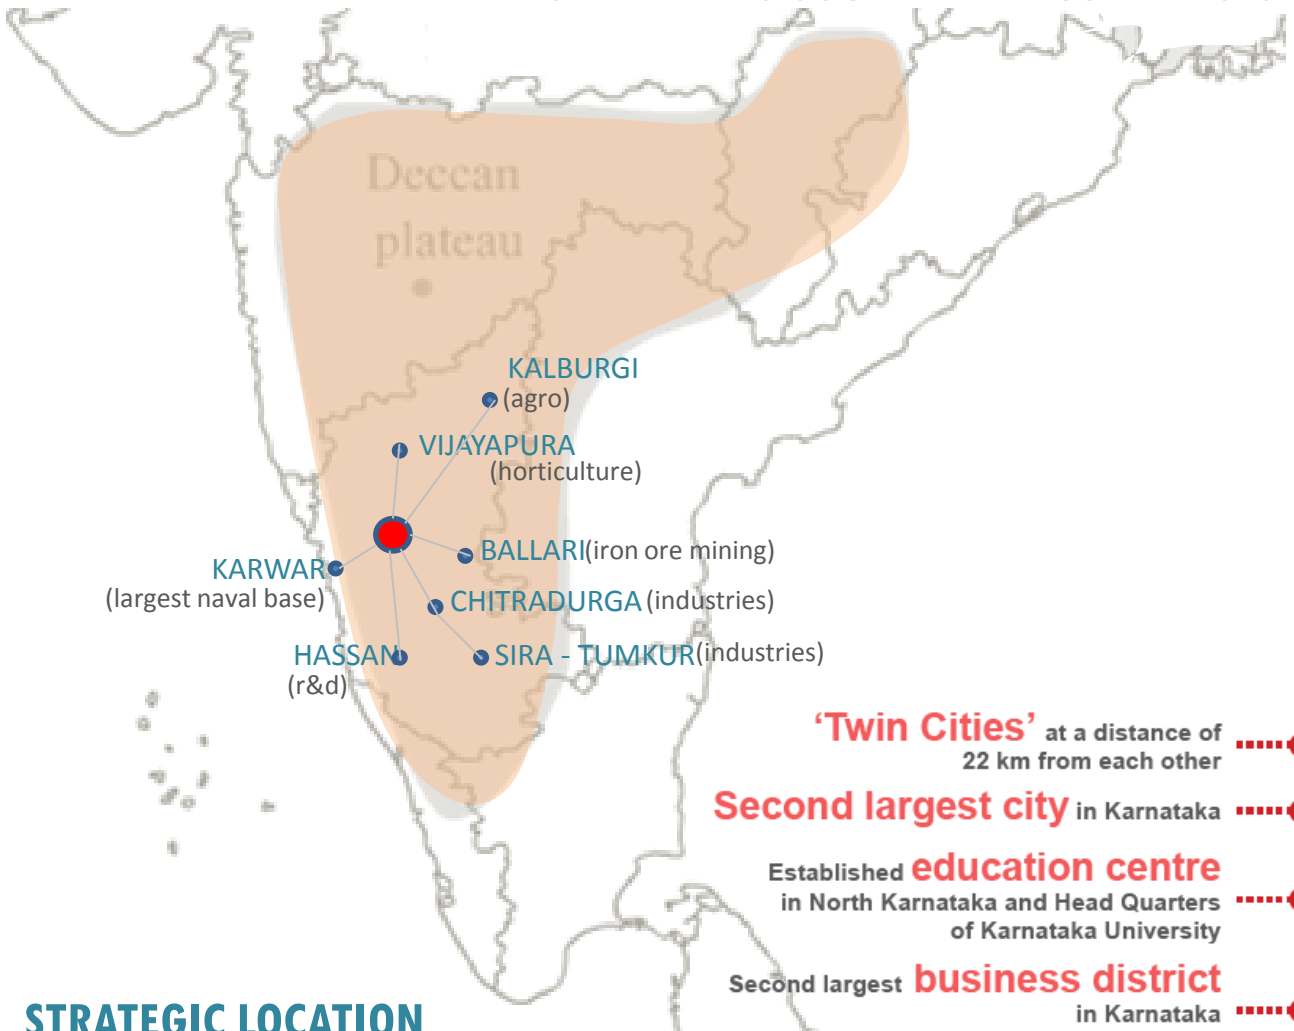 Deccan
plateau
KALBURGI
(agro)
VIJAYAPURA
(horticulture)
BALLARI(iron ore mining)
KARWAR
(largest naval base)
CHITRADURGA (industries)
HASSAN
(r&d)
SIRA - TUMKUR(industries)
‘Twin Cities’ at a distance of
22 km from each other
Second largest city in Karnataka
Established education centre
in North Karnataka and Head Quarters
of Karnataka University
Second largest business district
in Karnataka
STRATEGIC LOCATION